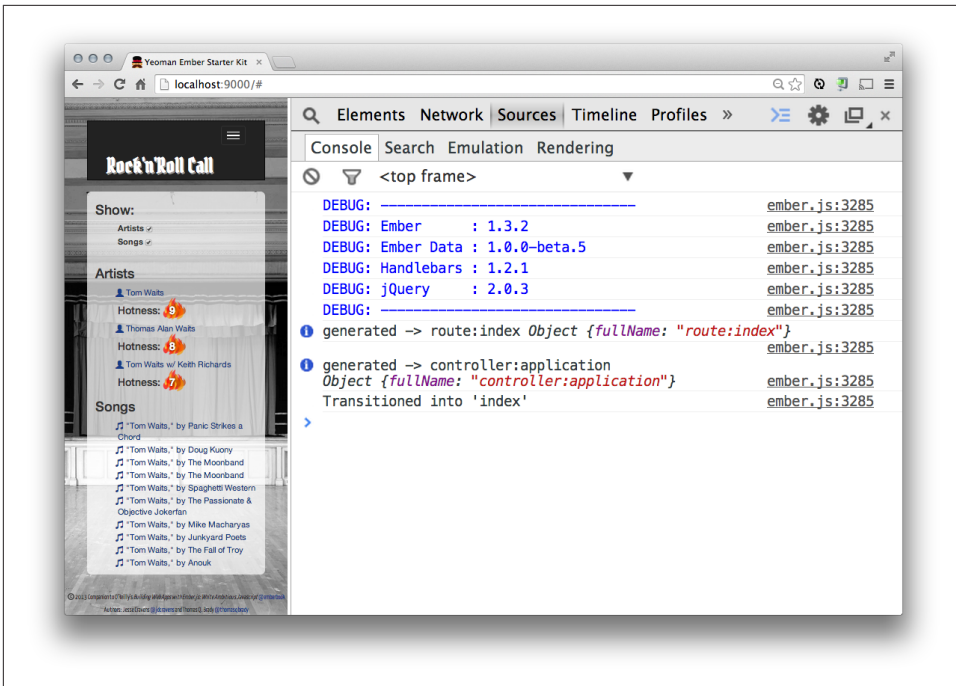 Yeoman Ember Starter Kit ×
localhost:9000/#
Rock'n'Roll Call
Show:
Artists
Songs
Artists
Tom Waits
Hotness: 9
Thomas Alan Waits
Hotness: 8
Tom Waits w/ Keith Richards
Hotness: 7
Songs
"Tom Waits," by Panic Strikes a
Chord
"Tom Waits," by Doug Kuony
"Tom Waits," by The Moonband
"Tom Waits," by The Moonband
"Tom Waits," by Spaghetti Western
"Tom Waits," by The Passionate &
Objective Jokerfan
"Tom Waits," by Mike Macharyas
"Tom Waits," by Junkyard Poets
"Tom Waits," by The Fall of Troy
"Tom Waits," by Anouk
Elements Network Sources Timeline Profiles » ×
Console Search Emulation Rendering
<top frame> ▼
DEBUG: ------------------------------- ember.js:3285
DEBUG: Ember : 1.3.2 ember.js:3285
DEBUG: Ember Data : 1.0.0-beta.5 ember.js:3285
DEBUG: Handlebars : 1.2.1 ember.js:3285
DEBUG: jQuery : 2.0.3 ember.js:3285
DEBUG: ------------------------------- ember.js:3285
generated -> route:index Object {fullName: "route:index"}
ember.js:3285
generated -> controller:application
Object {fullName: "controller:application"} ember.js:3285
Transitioned into 'index' ember.js:3285
>